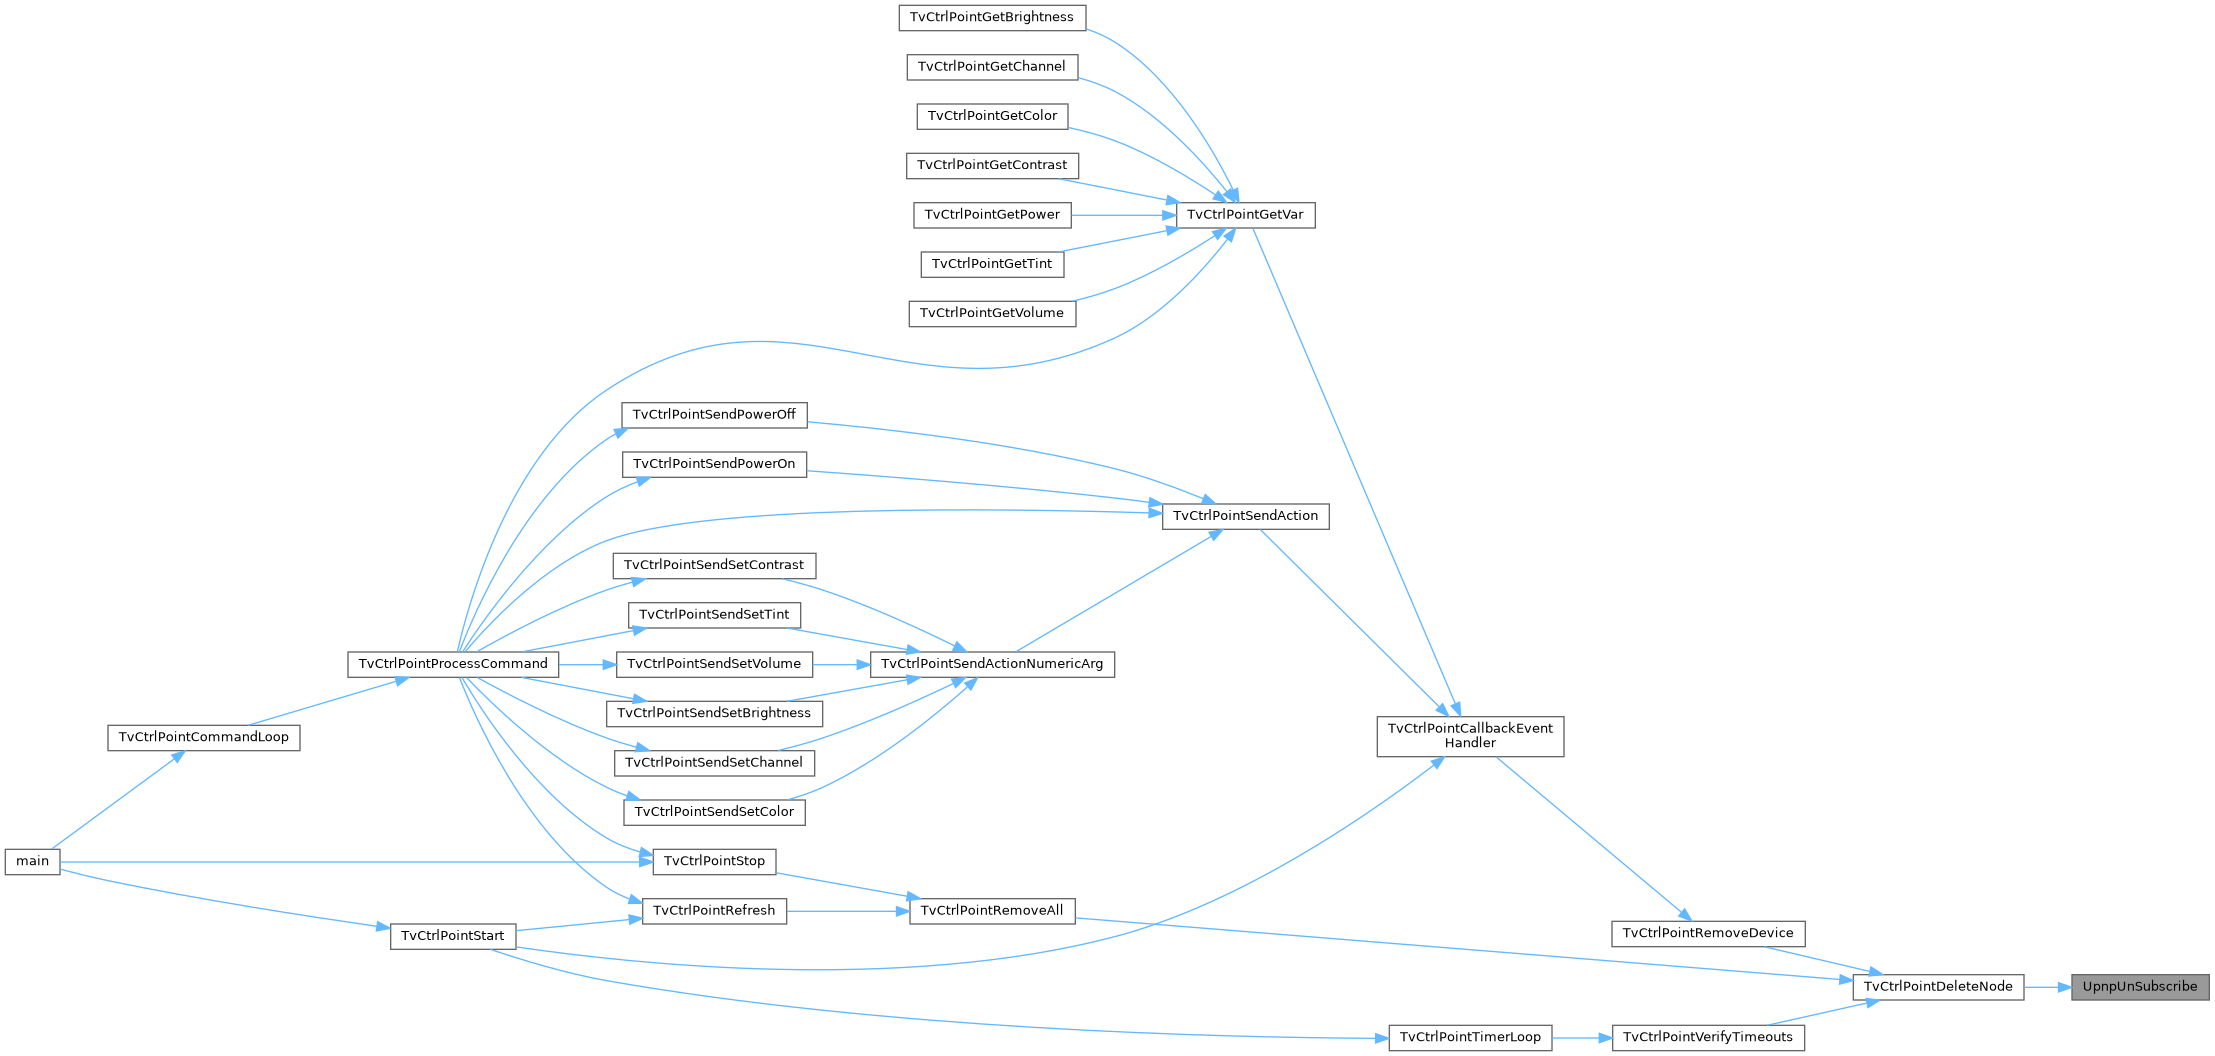 TvCtrlPointGetBrightness
TvCtrlPointGetChannel
TvCtrlPointGetColor
TvCtrlPointGetContrast
TvCtrlPointGetPower
TvCtrlPointGetVar
TvCtrlPointGetTint
TvCtrlPointGetVolume
TvCtrlPointSendPowerOff
TvCtrlPointSendPowerOn
TvCtrlPointSendAction
TvCtrlPointSendSetContrast
TvCtrlPointSendSetTint
TvCtrlPointProcessCommand
TvCtrlPointSendSetVolume
TvCtrlPointSendActionNumericArg
TvCtrlPointSendSetBrightness
TvCtrlPointCommandLoop
TvCtrlPointCallbackEvent
Handler
TvCtrlPointSendSetChannel
TvCtrlPointSendSetColor
main
TvCtrlPointStop
TvCtrlPointRefresh
TvCtrlPointRemoveAll
TvCtrlPointStart
TvCtrlPointRemoveDevice
TvCtrlPointDeleteNode
UpnpUnSubscribe
TvCtrlPointTimerLoop
TvCtrlPointVerifyTimeouts